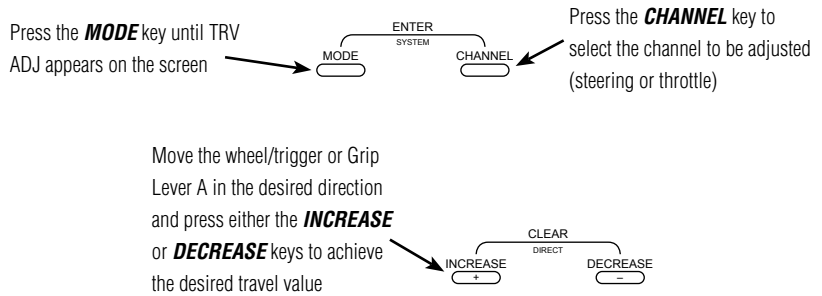 Press the MODE key until TRV
ADJ appears on the screen
ENTER
SYSTEM
MODE
CHANNEL
Press the CHANNEL key to
select the channel to be adjusted
(steering or throttle)
Move the wheel/trigger or Grip
Lever A in the desired direction
and press either the INCREASE
or DECREASE keys to achieve
the desired travel value
CLEAR
DIRECT
INCREASE
+
DECREASE
–